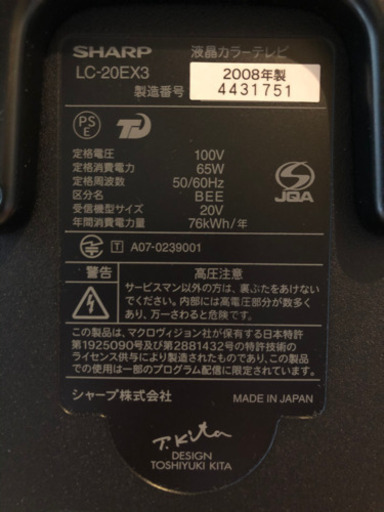 SHARP 液晶カラーテレビ
LC-20EX3 2008年製
製造番号 4431751
PS
E
定格電圧 100V
定格消費電力 65W
定格周波数 50/60Hz
区分名 BEE
受信機型サイズ 20V
年間消費電力量 76kWh/年
JQA
T A07-0239001
警告 高圧注意
サービスマン以外の方は、裏ぶたをあけない
でください。内部には高電圧部分が数多く
あり、万一さわると危険です。
この製品は、マクロヴィジョン社が保有する日本特許
第1925090号及び第2881432号の特許技術の
ライセンス供与により製造されたものであり、この製品
での使用は一部のプログラム配信に限定されています。
シャープ株式会社 MADE IN JAPAN
T.Kita
DESIGN
TOSHIYUKI KITA